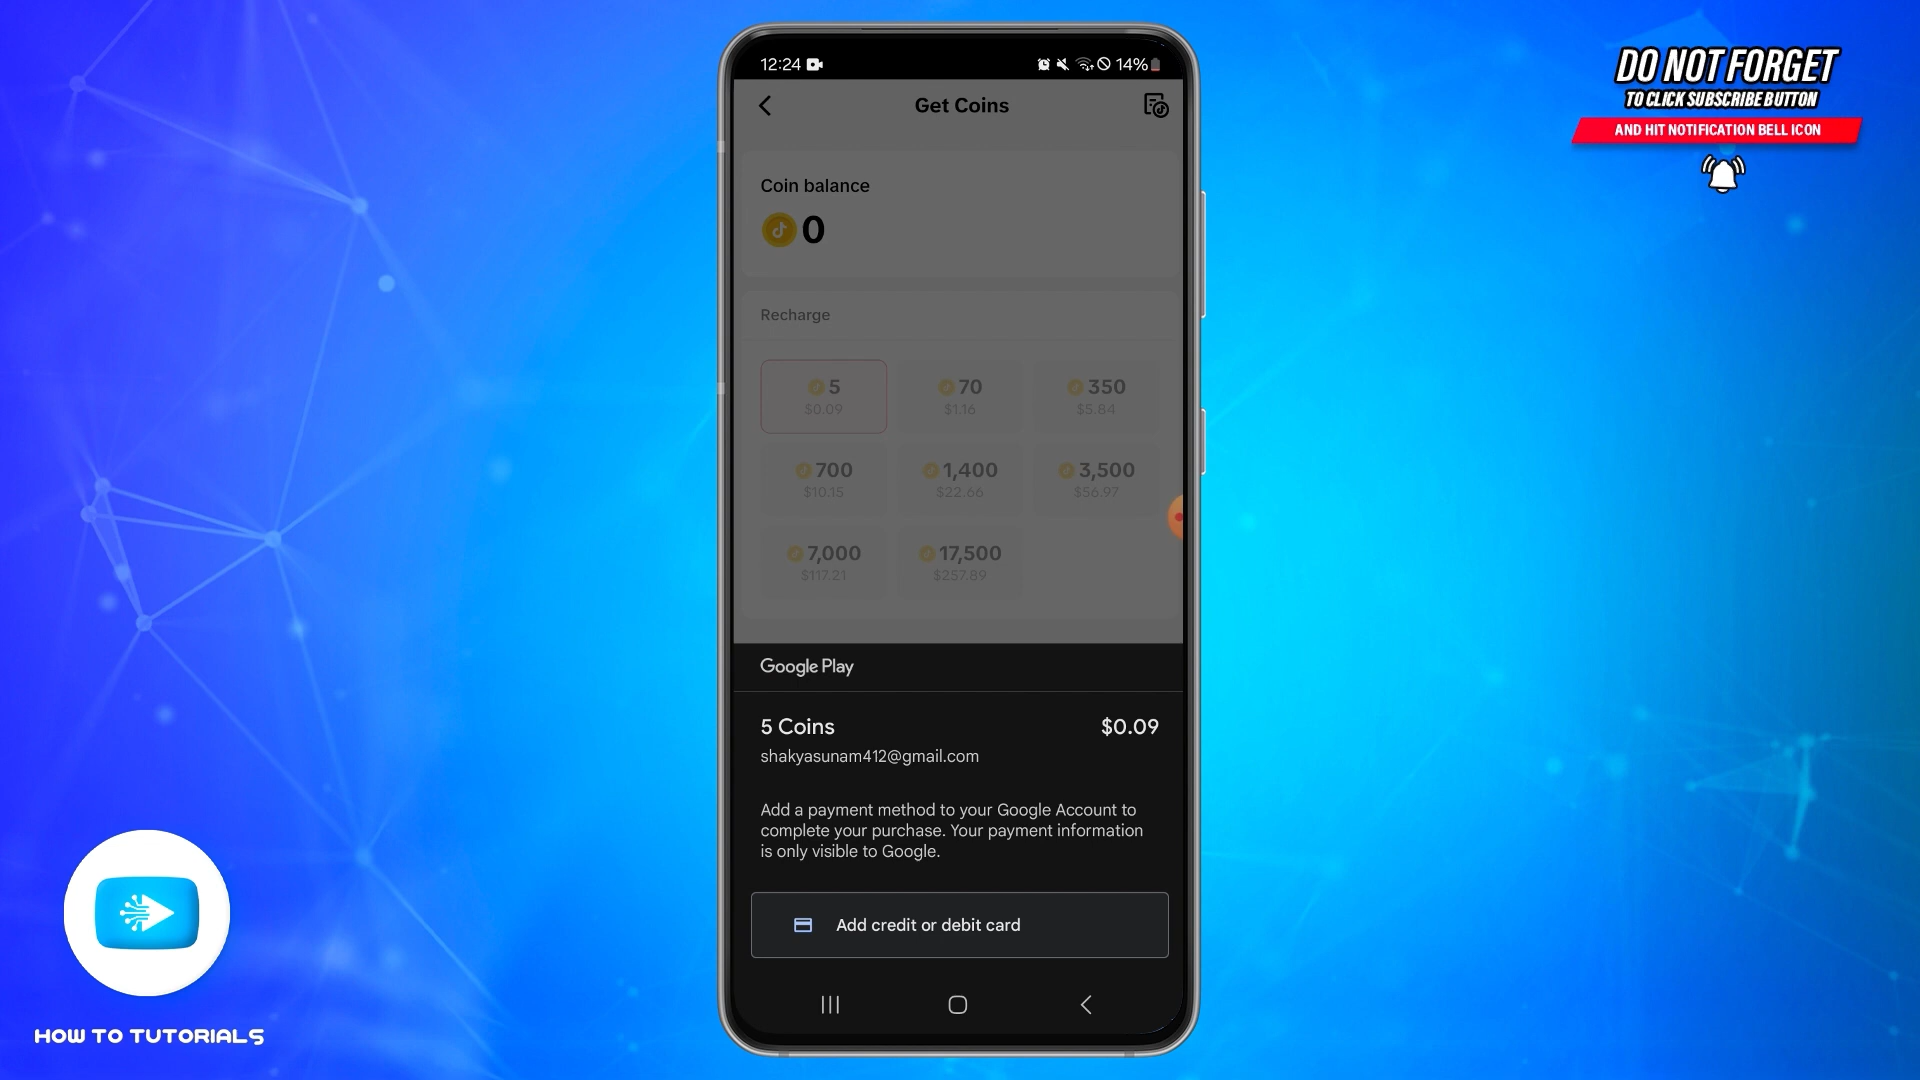 12:24
14%
Get Coins
Coin balance
0
Recharge
5
$0.09
70
$1.16
350
$5.84
700
$10.15
1,400
$22.66
3,500
$56.97
7,000
$117.21
17,500
$257.89
Google Play
5 Coins
$0.09
shakyasunam412@gmail.com
Add a payment method to your Google Account to
complete your purchase. Your payment information
is only visible to Google.
Add credit or debit card
DO NOT FORGET
TO CLICK SUBSCRIBE BUTTON
AND HIT NOTIFICATION BELL ICON
HOW TO TUTORIALS